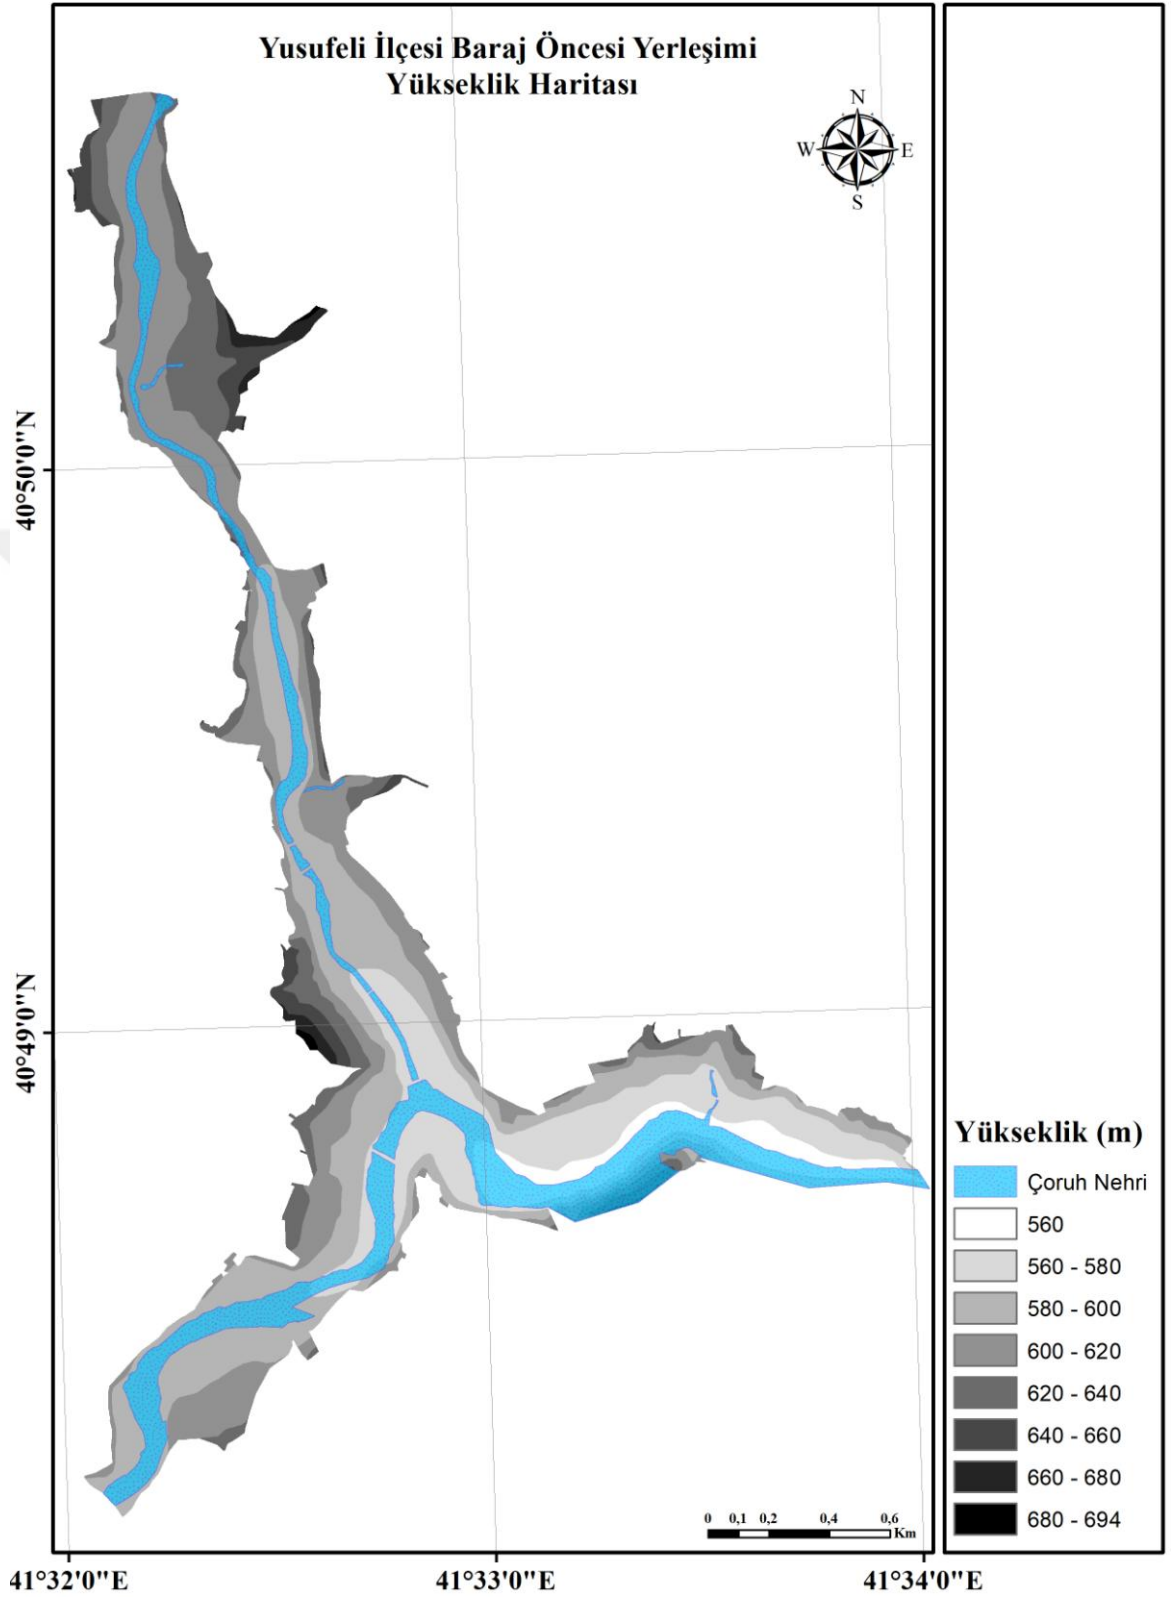 Yusufeli İlçesi Baraj Öncesi Yerleşimi
Yükseklik Haritası
N
W E
S
40°50'0"N
40°49'0"N
Yükseklik (m)
Çoruh Nehri
560
560 - 580
580 - 600
600 - 620
620 - 640
640 - 660
660 - 680
680 - 694
0 0,1 0,2 0,4 0,6
Km
41°32'0"E 41°33'0"E 41°34'0"E